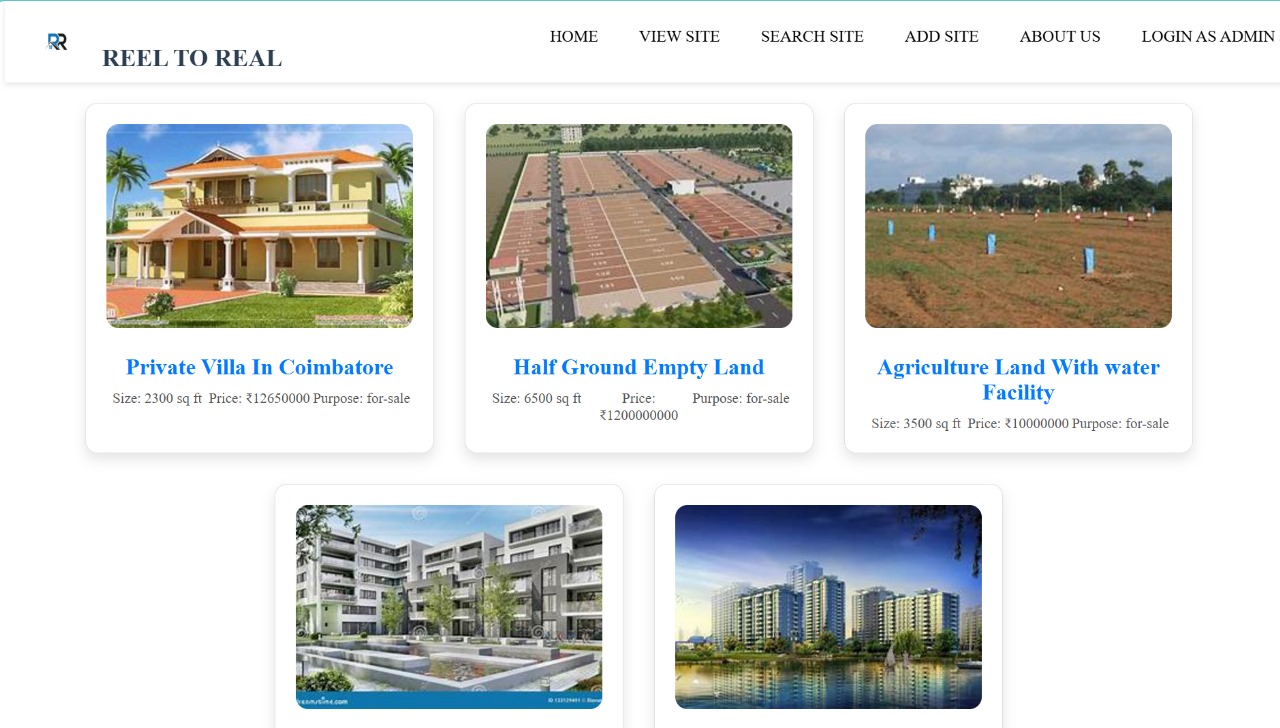 RR
REEL TO REAL
HOME VIEW SITE SEARCH SITE ADD SITE ABOUT US LOGIN AS ADMIN
Private Villa In Coimbatore
Size: 2300 sq ft Price: ₹12650000 Purpose: for-sale
Half Ground Empty Land
Size: 6500 sq ft Price: ₹1200000000 Purpose: for-sale
Agriculture Land With water
Facility
Size: 3500 sq ft Price: ₹10000000 Purpose: for-sale
dreamstime.com